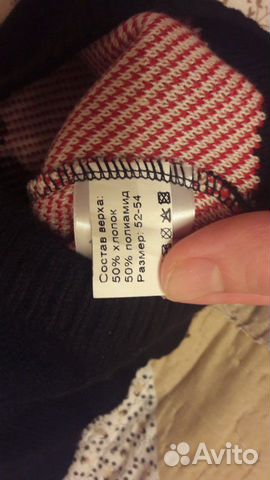 Состав верха:
50% хлопок
50% полиамид
Размер: 52-54
Avito